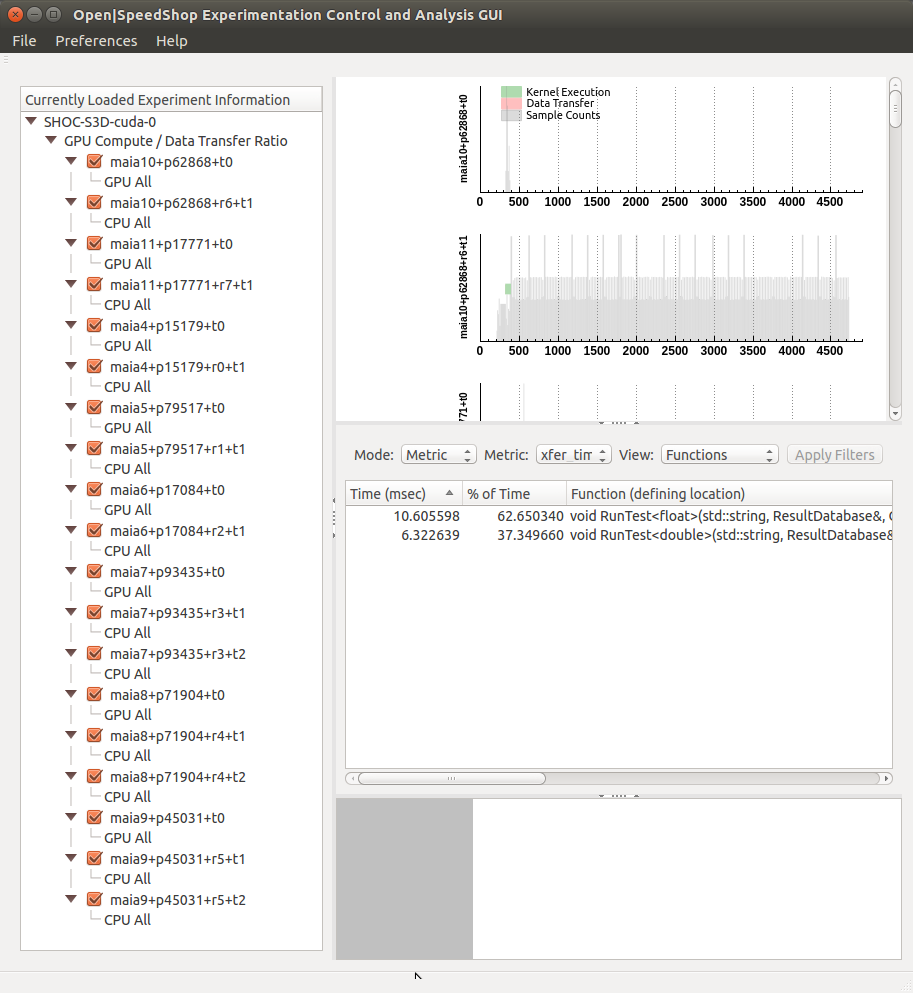 Open|SpeedShop Experimentation Control and Analysis GUI
File Preferences Help
Currently Loaded Experiment Information
SHOC-S3D-cuda-0
GPU Compute / Data Transfer Ratio
maia10+p62868+t0
GPU All
maia10+p62868+r6+t1
CPU All
maia11+p17771+t0
GPU All
maia11+p17771+r7+t1
CPU All
maia4+p15179+t0
GPU All
maia4+p15179+r0+t1
CPU All
maia5+p79517+t0
GPU All
maia5+p79517+r1+t1
CPU All
maia6+p17084+t0
GPU All
maia6+p17084+r2+t1
CPU All
maia7+p93435+t0
GPU All
maia7+p93435+r3+t1
CPU All
maia7+p93435+r3+t2
CPU All
maia8+p71904+t0
GPU All
maia8+p71904+r4+t1
CPU All
maia8+p71904+r4+t2
CPU All
maia9+p45031+t0
GPU All
maia9+p45031+r5+t1
CPU All
maia9+p45031+r5+t2
CPU All
maia10+p62868+t0
Kernel Execution
Data Transfer
Sample Counts
0 500 1000 1500 2000 2500 3000 3500 4000 4500
maia10+p62868+r6+t1
0 500 1000 1500 2000 2500 3000 3500 4000 4500
771+t0
Mode: Metric Metric: xfer_tim View: Functions Apply Filters
Time (msec) % of Time Function (defining location)
10.605598 62.650340 void RunTest<float>(std::string, ResultDatabase&,
6.322639 37.349660 void RunTest<double>(std::string, ResultDatabase&